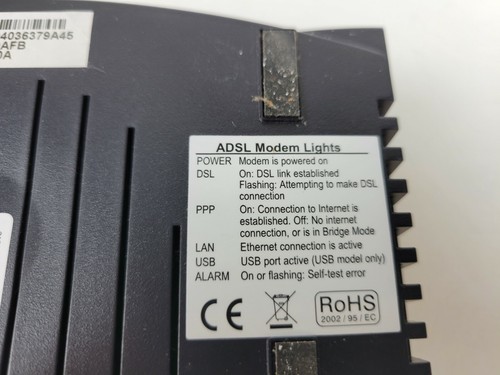 4036379A45
AFB
0A
ADSL Modem Lights
POWER Modem is powered on
DSL On: DSL link established
Flashing: Attempting to make DSL
connection
PPP On: Connection to Internet is
established. Off: No internet
connection, or is in Bridge Mode
LAN Ethernet connection is active
USB USB port active (USB model only)
ALARM On or flashing: Self-test error
CE
RoHS
2002 / 95 / EC